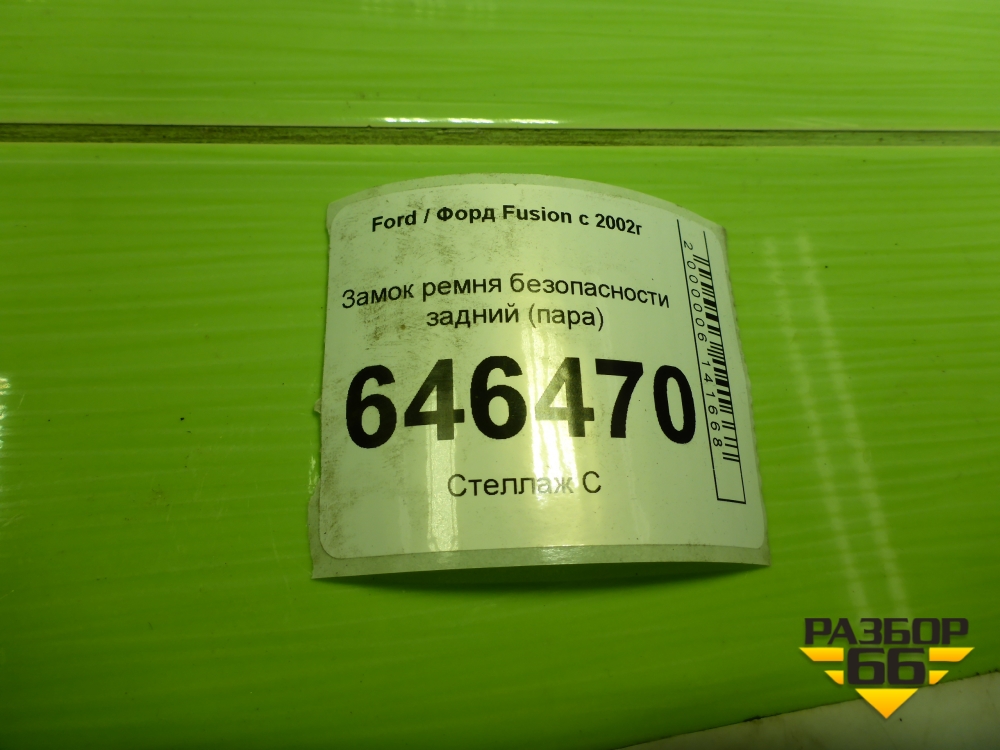 Ford / Форд Fusion с 2002г
Замок ремня безопасности
задний (пара)
646470
Стеллаж С
2000006141668
РАЗБОР
66